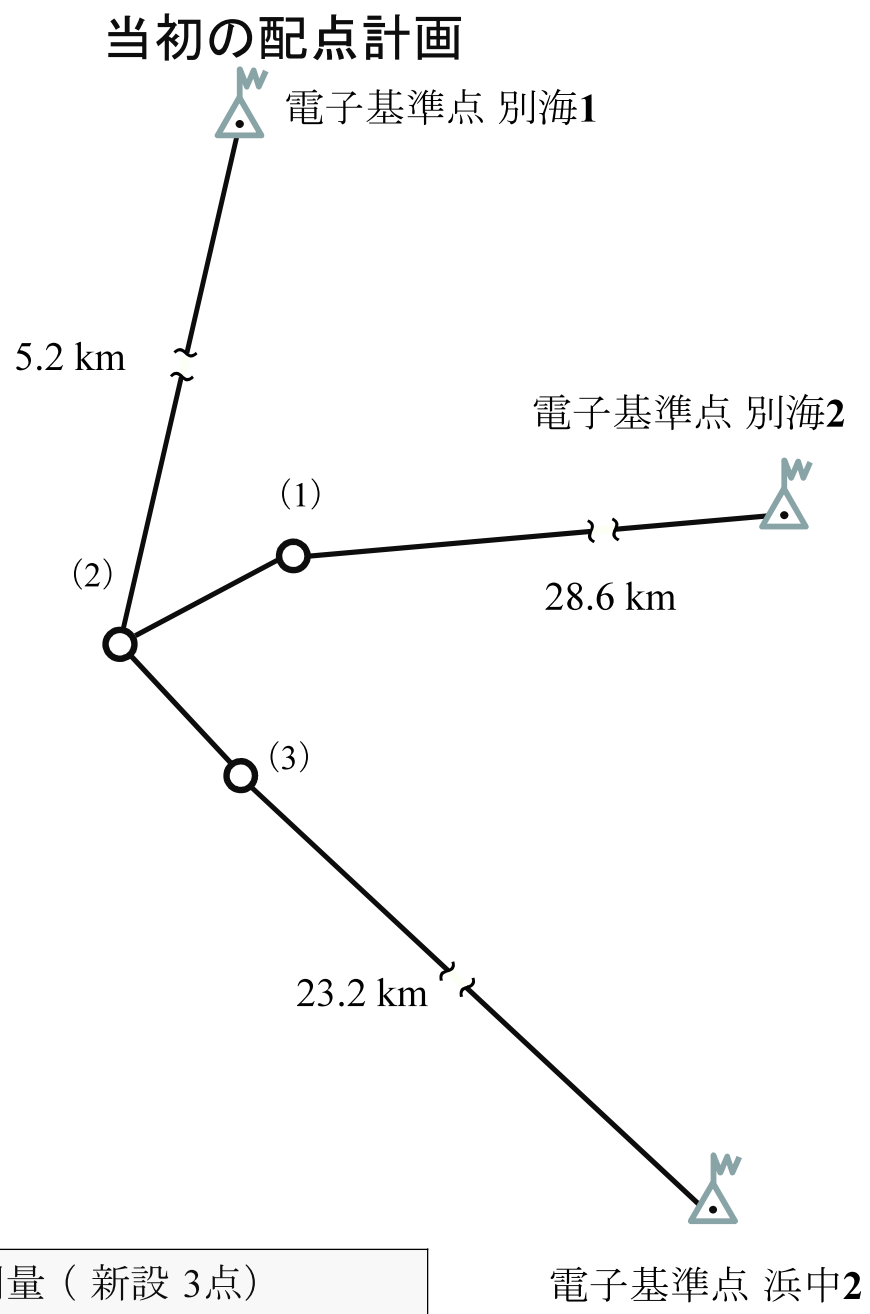 当初の配点計画
電子基準点 別海1
5.2 km
電子基準点 別海2
(1)
(2)
28.6 km
(3)
23.2 km
量（ 新設 3点）
電子基準点 浜中2